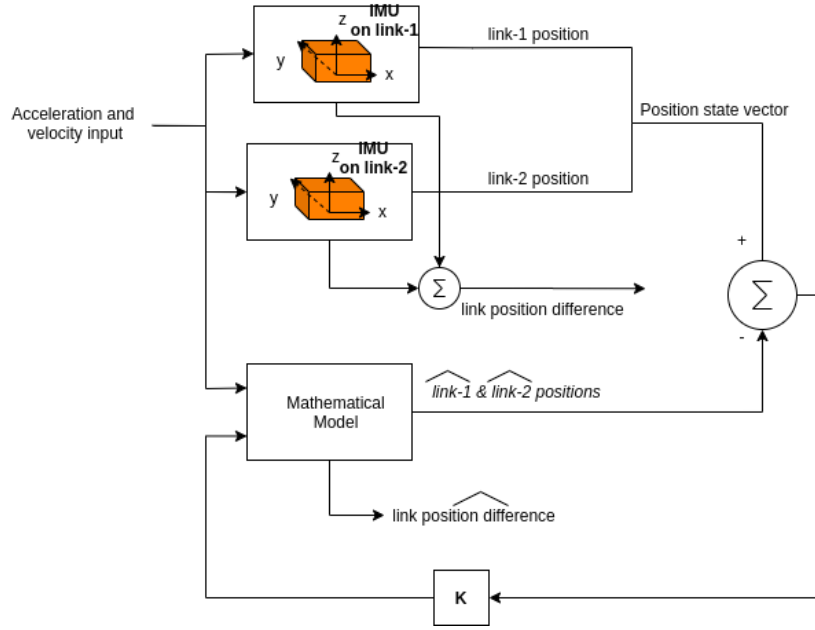 IMU
on link-1
z
y
x
link-1 position
Acceleration and
velocity input
Position state vector
IMU
on link-2
z
y
x
link-2 position
+
Σ
Σ
link position difference
-
link-1 & link-2 positions
Mathematical
Model
link position difference
K